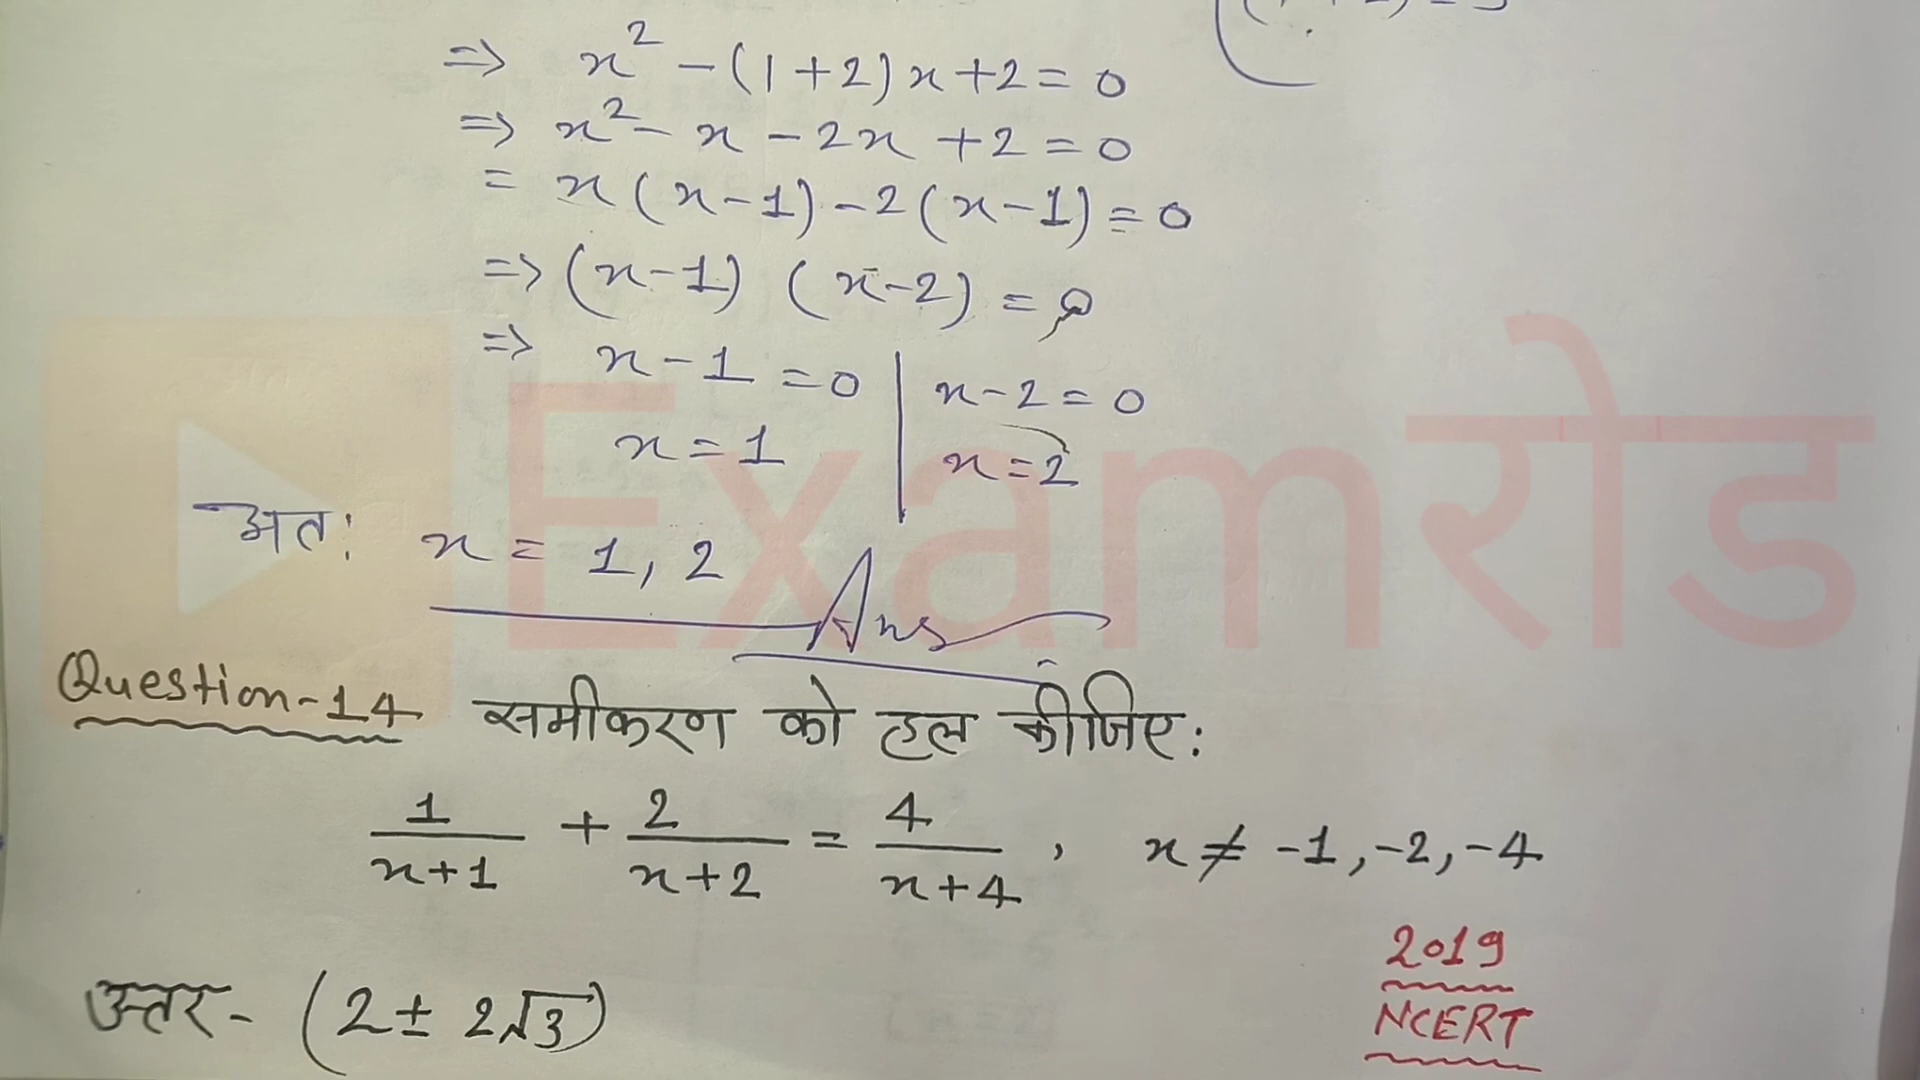 ⇒ x² - (1+2)x + 2 = 0
⇒ x² - x - 2x + 2 = 0
= x(x-1) - 2(x-1) = 0
⇒ (x-1) (x-2) = 0
⇒ x - 1 = 0 | x - 2 = 0
x = 1 | x = 2
अतः x = 1, 2
Ans
Examरोड
Question-14 समीकरण को हल कीजिए:
1/(x+1) + 2/(x+2) = 4/(x+4), x ≠ -1, -2, -4
2019
NCERT
उत्तर- (2 ± 2√3)